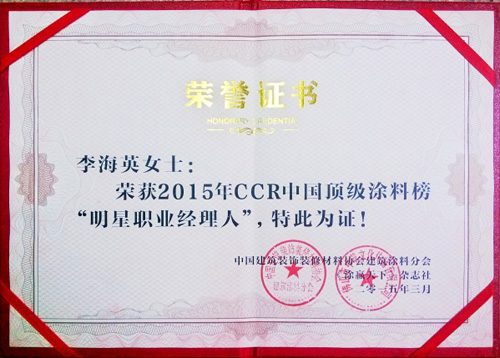 荣誉证书
李海英女士：
荣获2015年CCR中国顶级涂料榜
“明星职业经理人”，特此为证！
中国建筑装饰装修材料协会建筑涂料分会
涂赢天下 杂志社
二零一五年三月